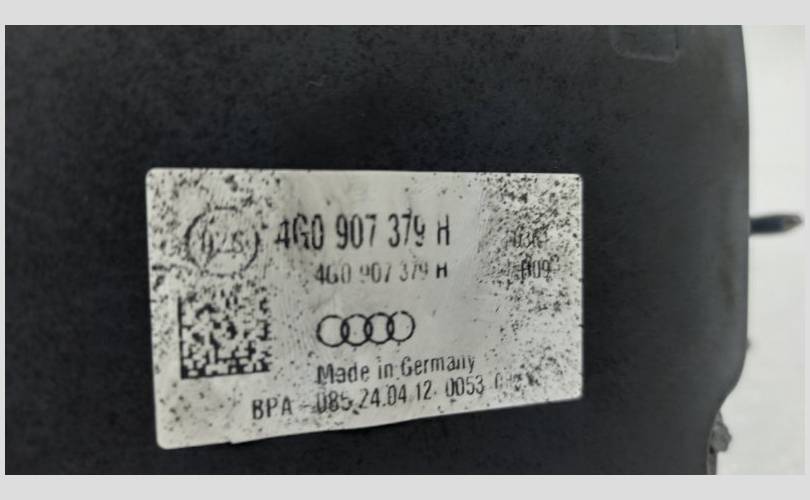 4G0 907 379 H
4G0 907 379 H
Made in Germany
BPA - 085 24.04.12 0053